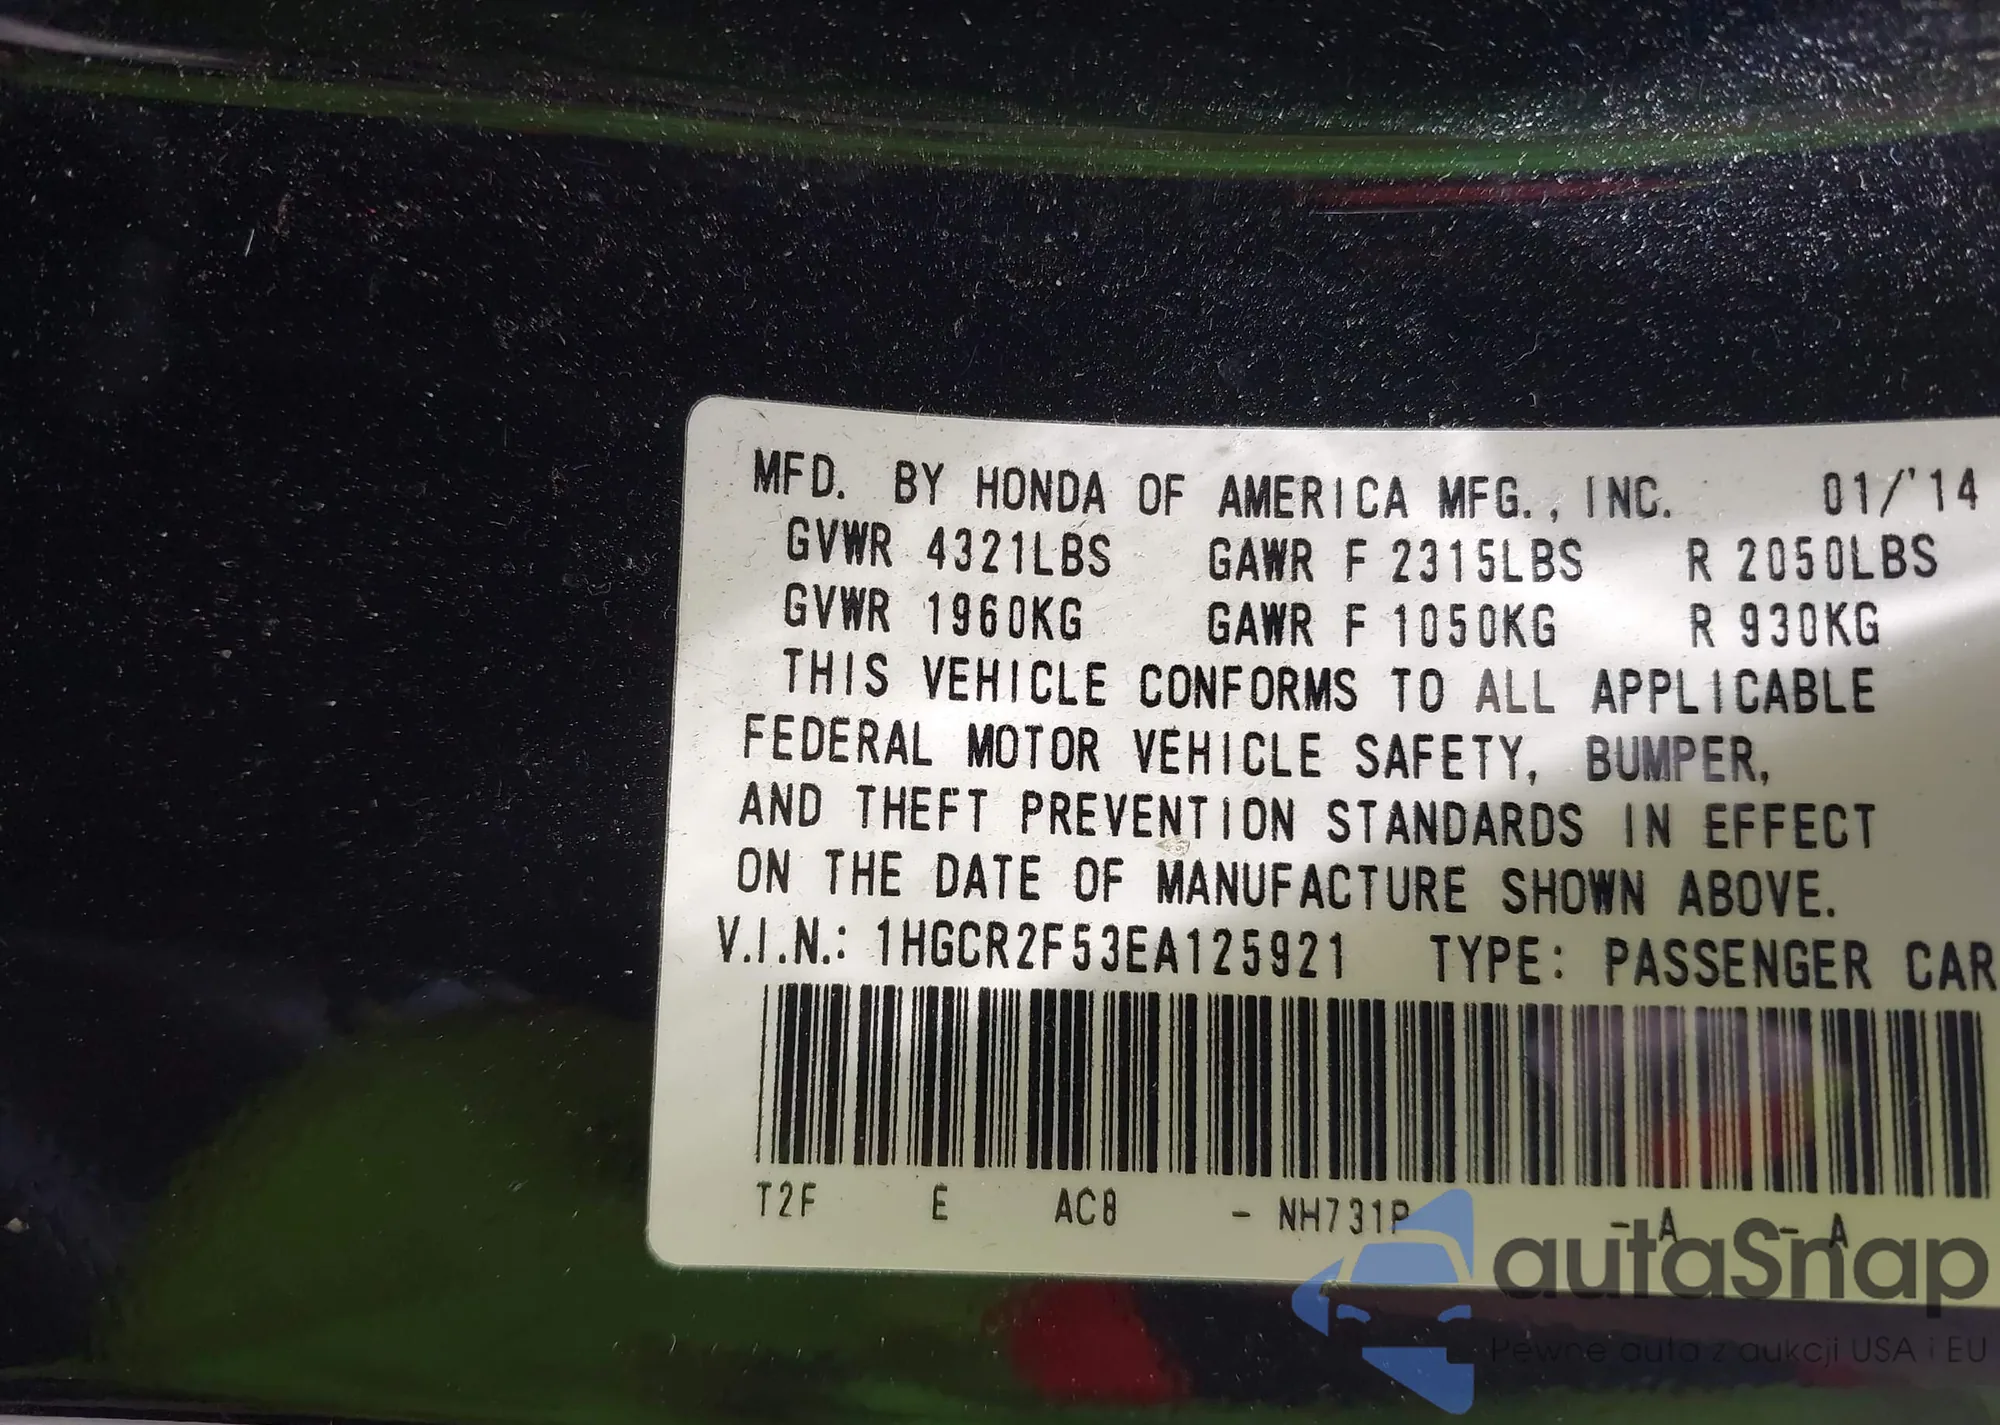 MFD. BY HONDA OF AMERICA MFG., INC. 01/'14
GVWR 4321LBS GAWR F 2315LBS R 2050LBS
GVWR 1960KG GAWR F 1050KG R 930KG
THIS VEHICLE CONFORMS TO ALL APPLICABLE
FEDERAL MOTOR VEHICLE SAFETY, BUMPER,
AND THEFT PREVENTION STANDARDS IN EFFECT
ON THE DATE OF MANUFACTURE SHOWN ABOVE.
V.I.N.: 1HGCR2F53EA125921 TYPE: PASSENGER CAR
T2F E AC8 - NH731P - A - A
autaSnap
Pewne auta z aukcji USA i EU